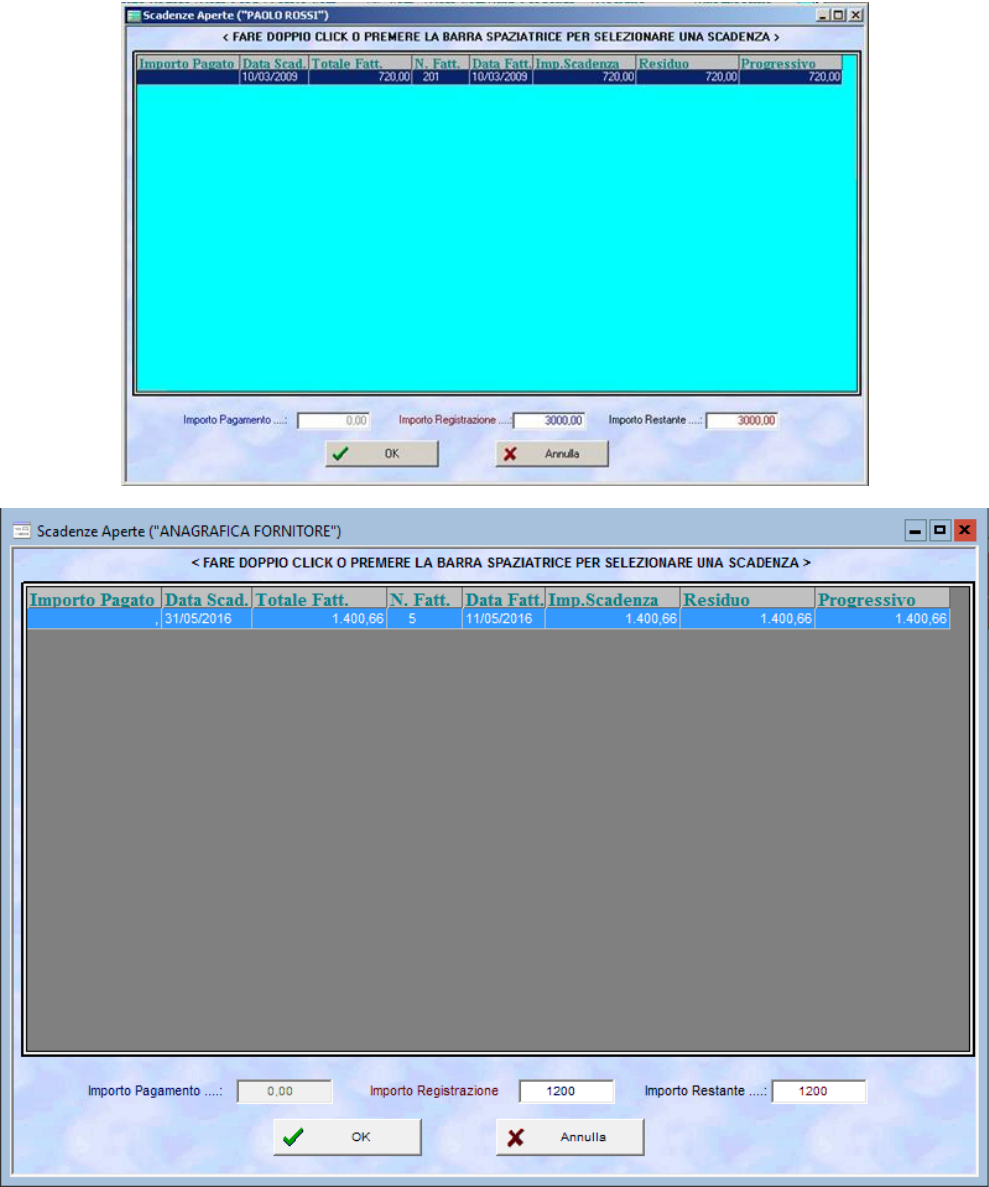 Scadenze Aperte ("PAOLO ROSSI")
< FARE DOPPIO CLICK O PREMERE LA BARRA SPAZIATRICE PER SELEZIONARE UNA SCADENZA >
Importo Pagato Data Scad. Totale Fatt. N. Fatt. Data Fatt. Imp.Scadenza Residuo Progressivo
10/03/2009 720,00 201 10/03/2009 720,00 720,00 720,00
Importo Pagamento ....: 0,00 Importo Registrazione ....: 3000,00 Importo Restante ....: 3000,00
OK Annulla
Scadenze Aperte ("ANAGRAFICA FORNITORE")
< FARE DOPPIO CLICK O PREMERE LA BARRA SPAZIATRICE PER SELEZIONARE UNA SCADENZA >
Importo Pagato Data Scad. Totale Fatt. N. Fatt. Data Fatt. Imp.Scadenza Residuo Progressivo
, 31/05/2016 1.400,66 5 11/05/2016 1.400,66 1.400,66 1.400,66
Importo Pagamento ....: 0,00 Importo Registrazione 1200 Importo Restante ....: 1200
OK Annulla